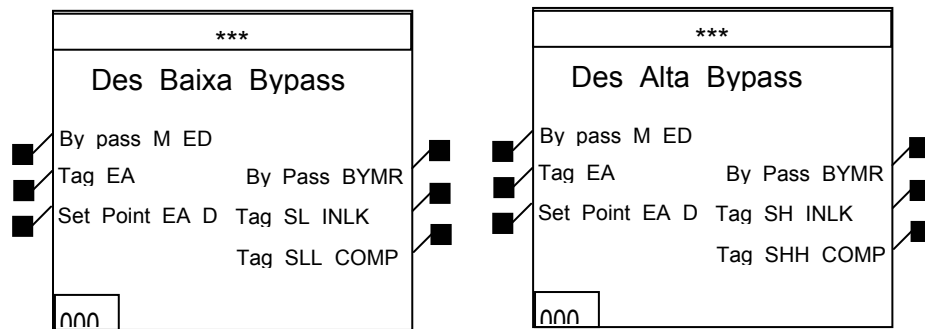 ***
Des Baixa Bypass
By pass M ED
Tag EA
By Pass BYMR
Set Point EA D
Tag SL INLK
Tag SLL COMP
000
***
Des Alta Bypass
By pass M ED
Tag EA
By Pass BYMR
Set Point EA D
Tag SH INLK
Tag SHH COMP
000